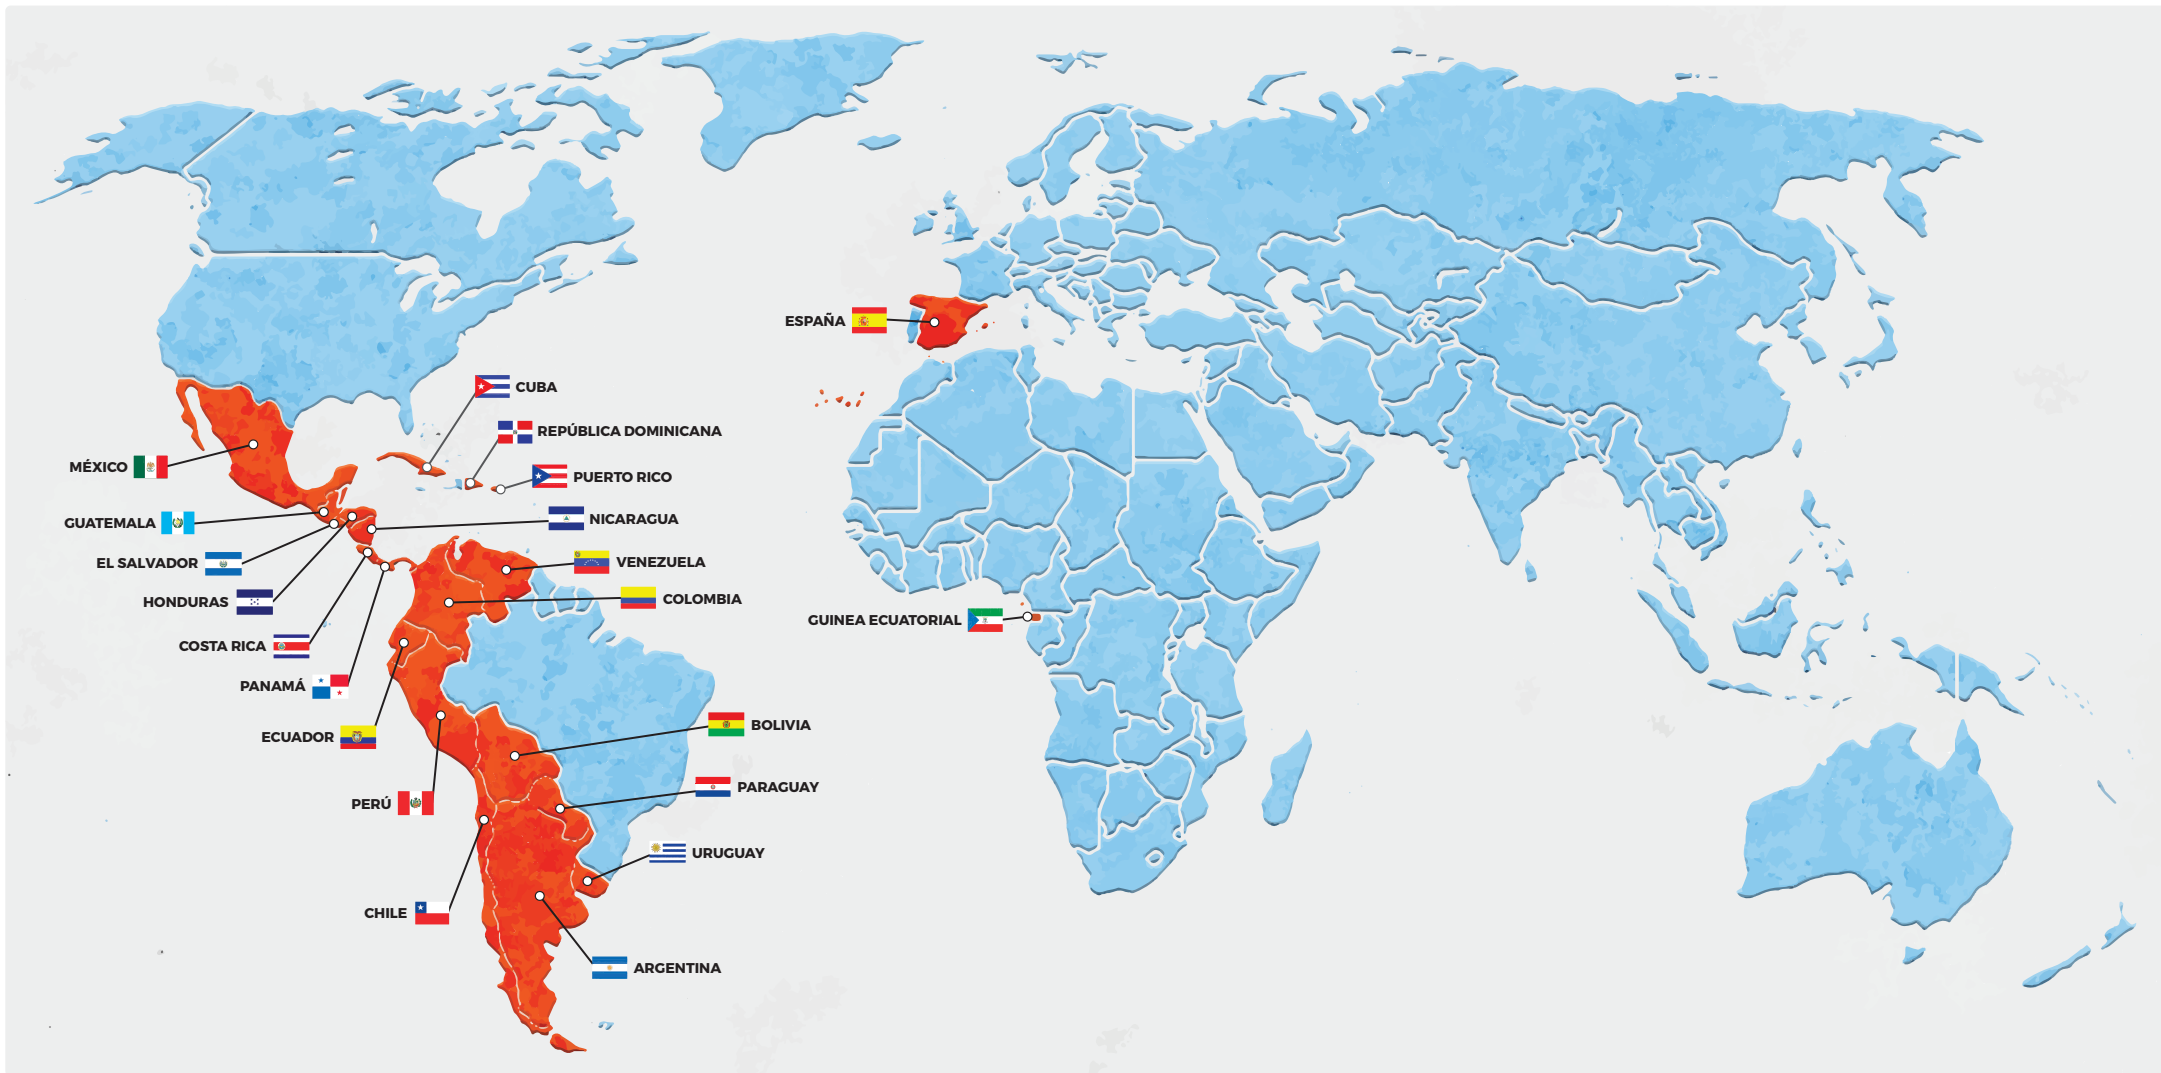 CUBA
REPÚBLICA DOMINICANA
PUERTO RICO
MÉXICO
GUATEMALA
EL SALVADOR
HONDURAS
COSTA RICA
PANAMÁ
ECUADOR
PERÚ
CHILE
NICARAGUA
VENEZUELA
COLOMBIA
BOLIVIA
PARAGUAY
URUGUAY
ARGENTINA
ESPAÑA
GUINEA ECUATORIAL